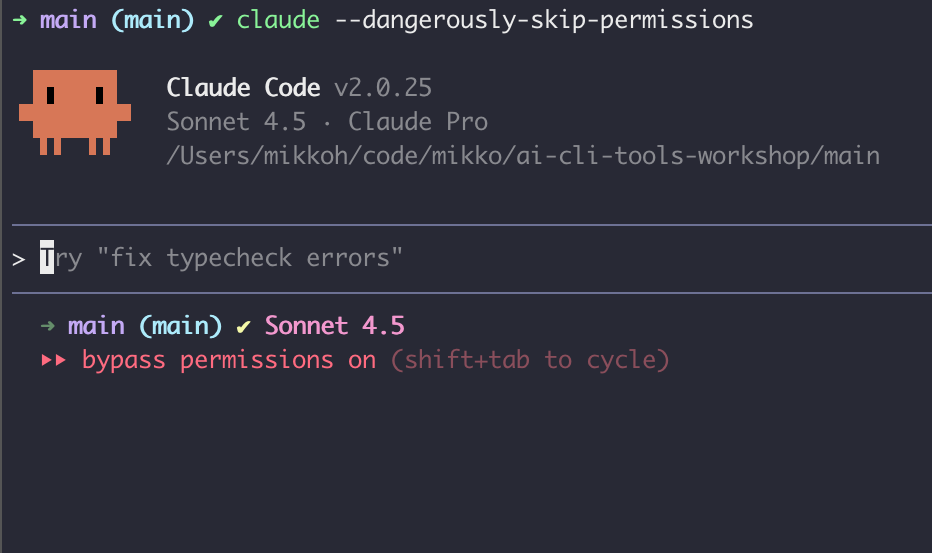 ➜ main (main) ✔ claude --dangerously-skip-permissions
Claude Code v2.0.25
Sonnet 4.5 · Claude Pro
/Users/mikkoh/code/mikko/ai-cli-tools-workshop/main
> Try "fix typecheck errors"
➜ main (main) ✔ Sonnet 4.5
⏵⏵ bypass permissions on (shift+tab to cycle)